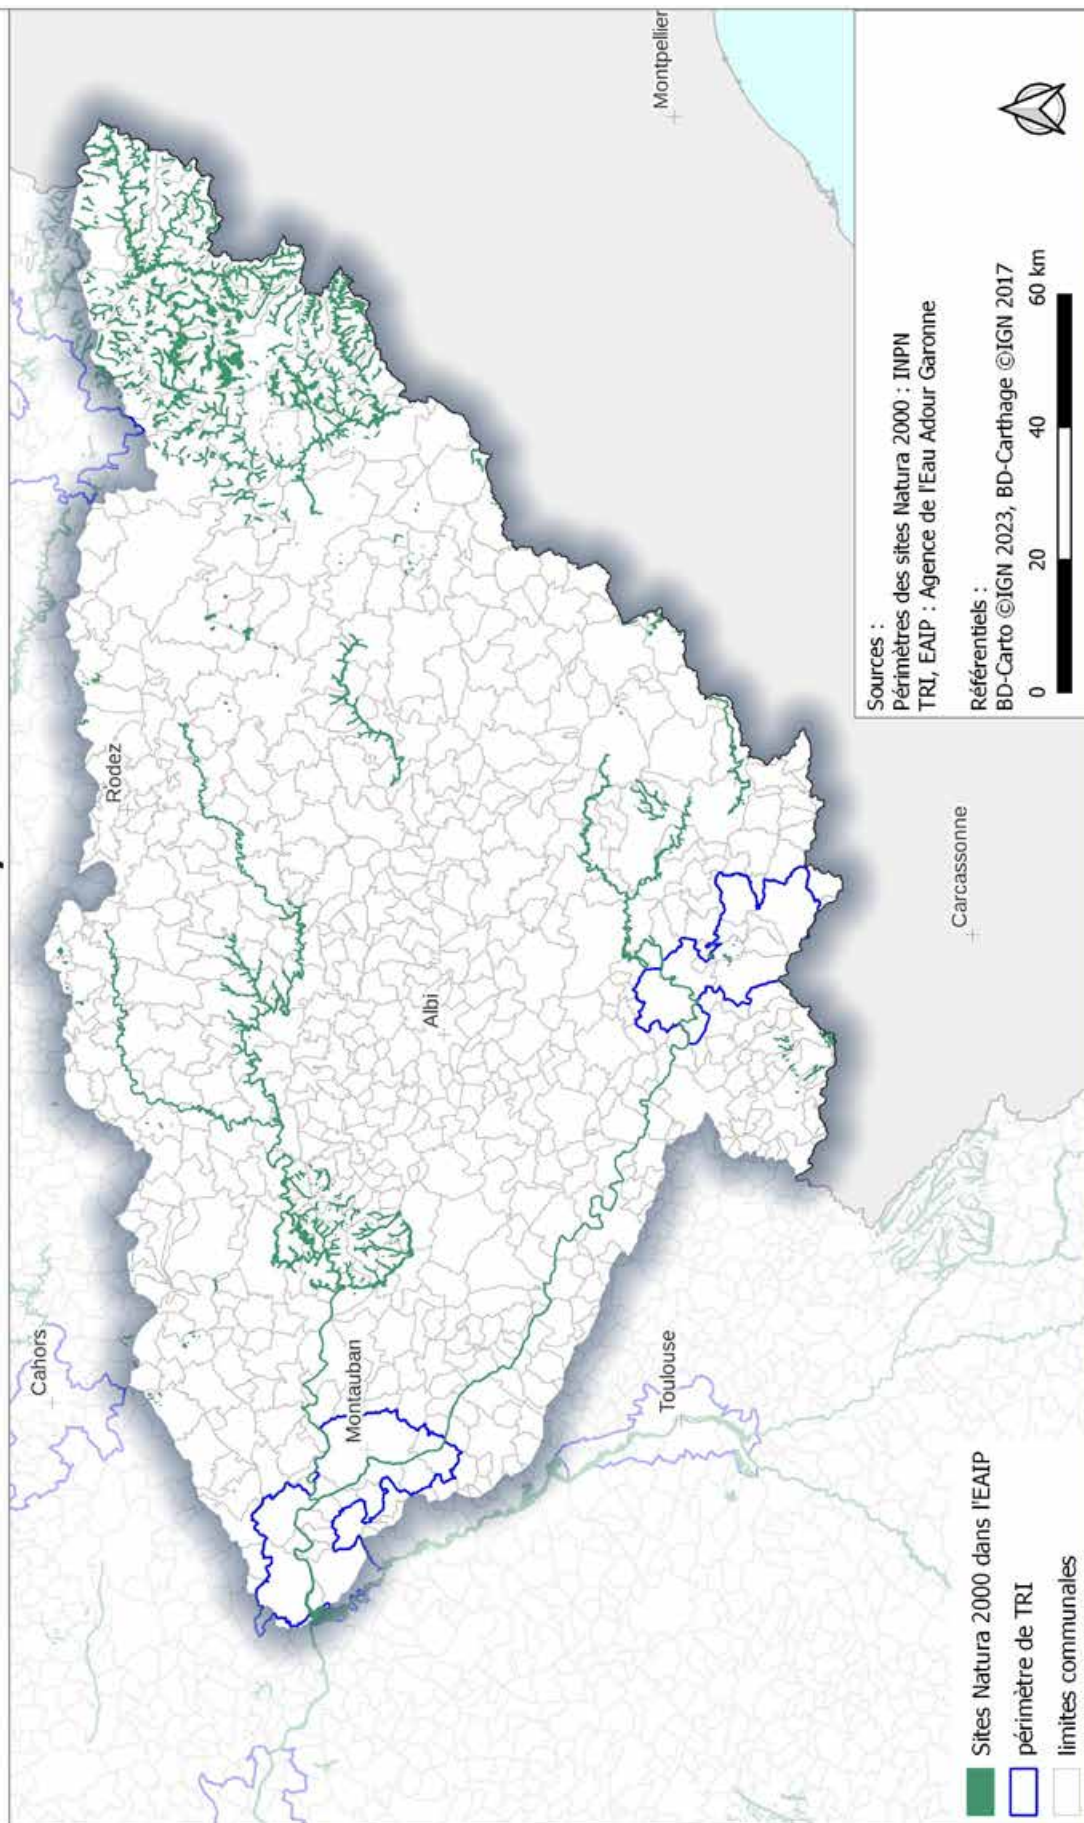 Cahors
Rodez
Montauban
Albi
Toulouse
Montpellier
Carcassonne
Sites Natura 2000 dans l'EAIP
périmètre de TRI
limites communales
Sources :
Périmètres des sites Natura 2000 : INPN
TRI, EAIP : Agence de l'Eau Adour Garonne
Référentiels :
BD-Carto ©IGN 2023, BD-Carthage ©IGN 2017
0 20 40 60 km